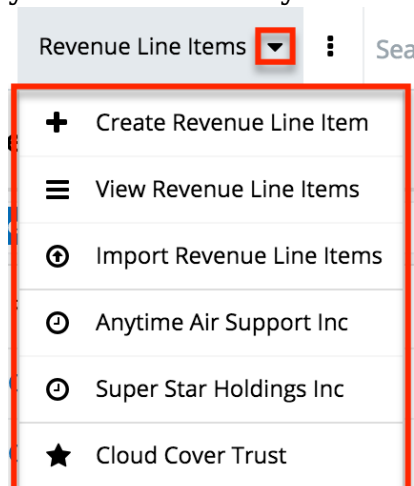 Revenue Line Items
Sea
Create Revenue Line Item
View Revenue Line Items
Import Revenue Line Items
Anytime Air Support Inc
Super Star Holdings Inc
Cloud Cover Trust